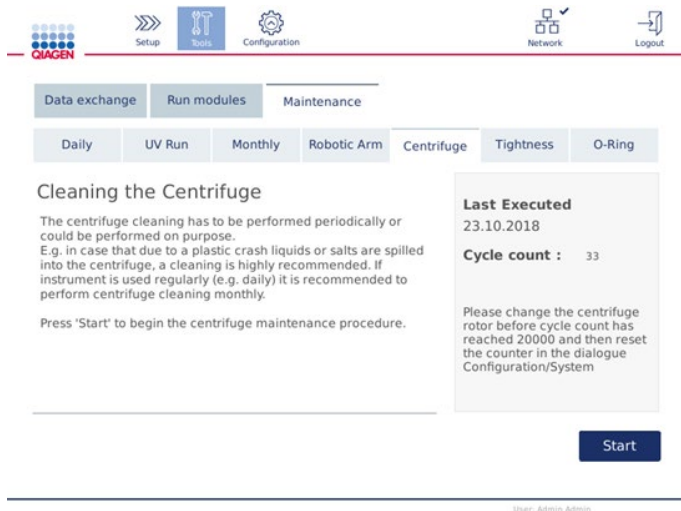 QIAGEN
Setup
Tools
Configuration
Network
Logout
Data exchange
Run modules
Maintenance
Daily
UV Run
Monthly
Robotic Arm
Centrifuge
Tightness
O-Ring
Cleaning the Centrifuge
The centrifuge cleaning has to be performed periodically or
could be performed on purpose.
E.g. in case that due to a plastic crash liquids or salts are spilled
into the centrifuge, a cleaning is highly recommended. If
instrument is used regularly (e.g. daily) it is recommended to
perform centrifuge cleaning monthly.
Press 'Start' to begin the centrifuge maintenance procedure.
Last Executed
23.10.2018
Cycle count : 33
Please change the centrifuge
rotor before cycle count has
reached 20000 and then reset
the counter in the dialogue
Configuration/System
Start
User: Admin Admin